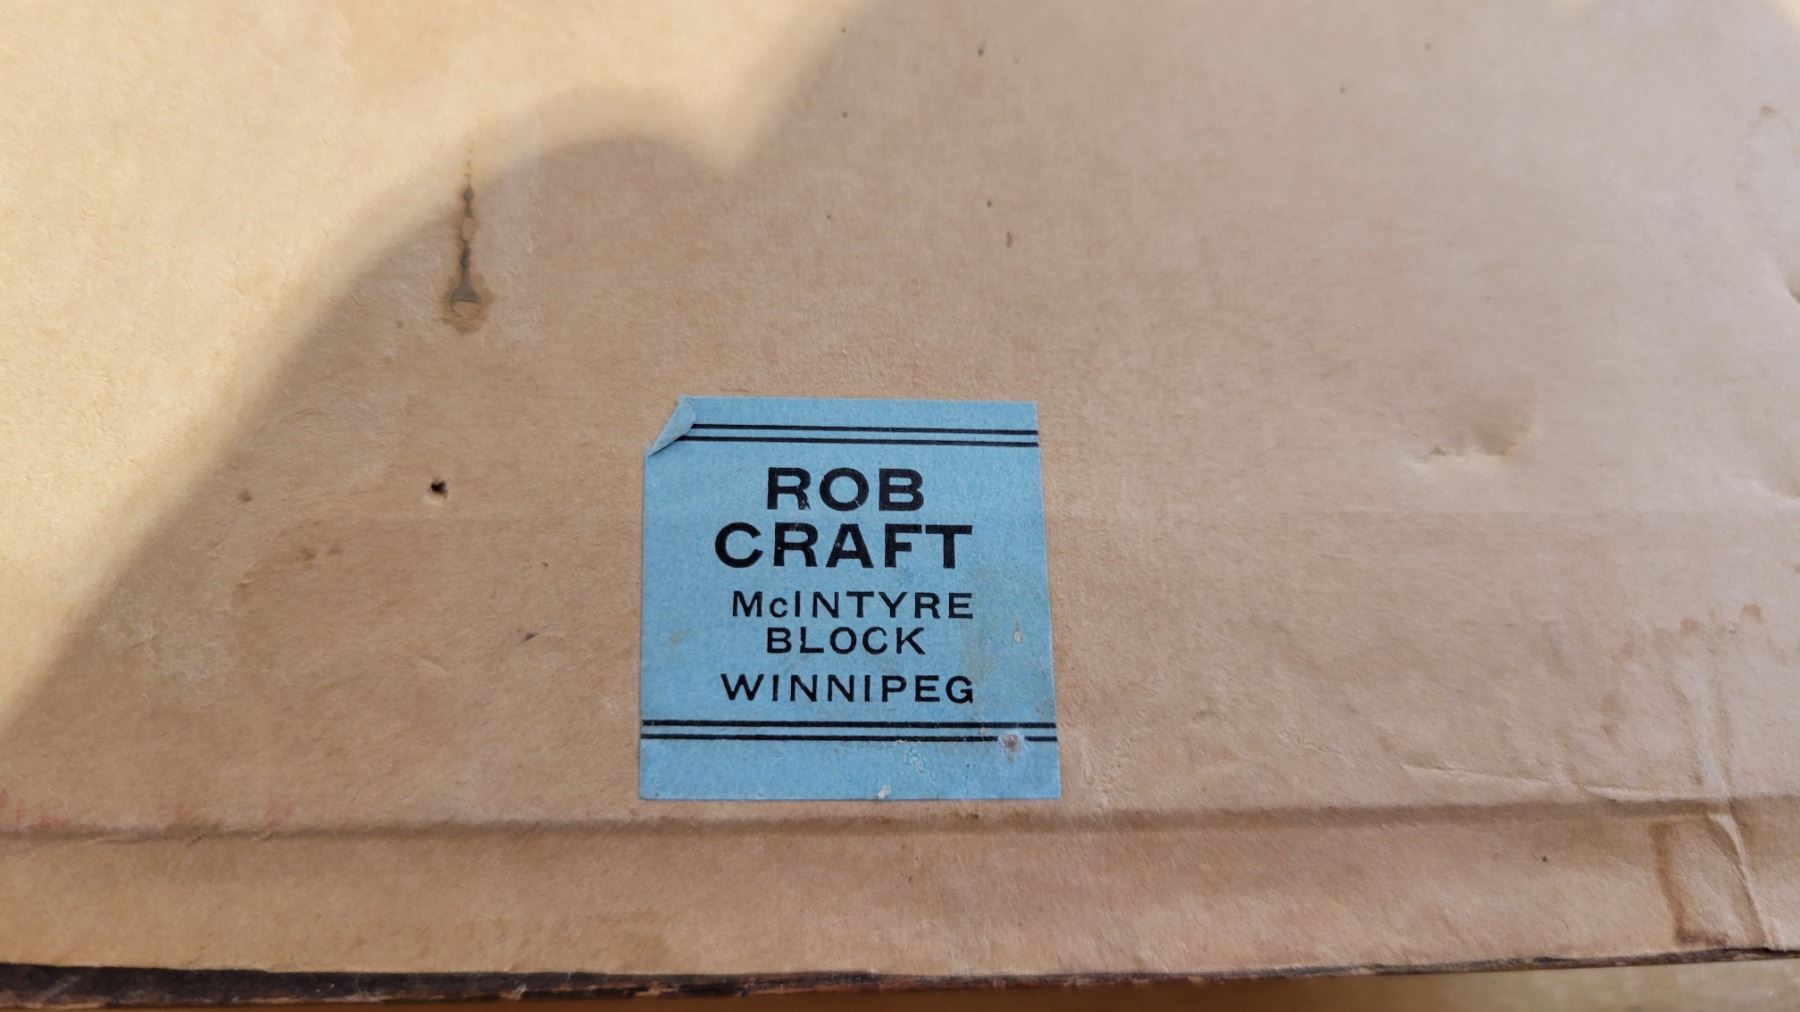 ROB
CRAFT
McINTYRE
BLOCK
WINNIPEG